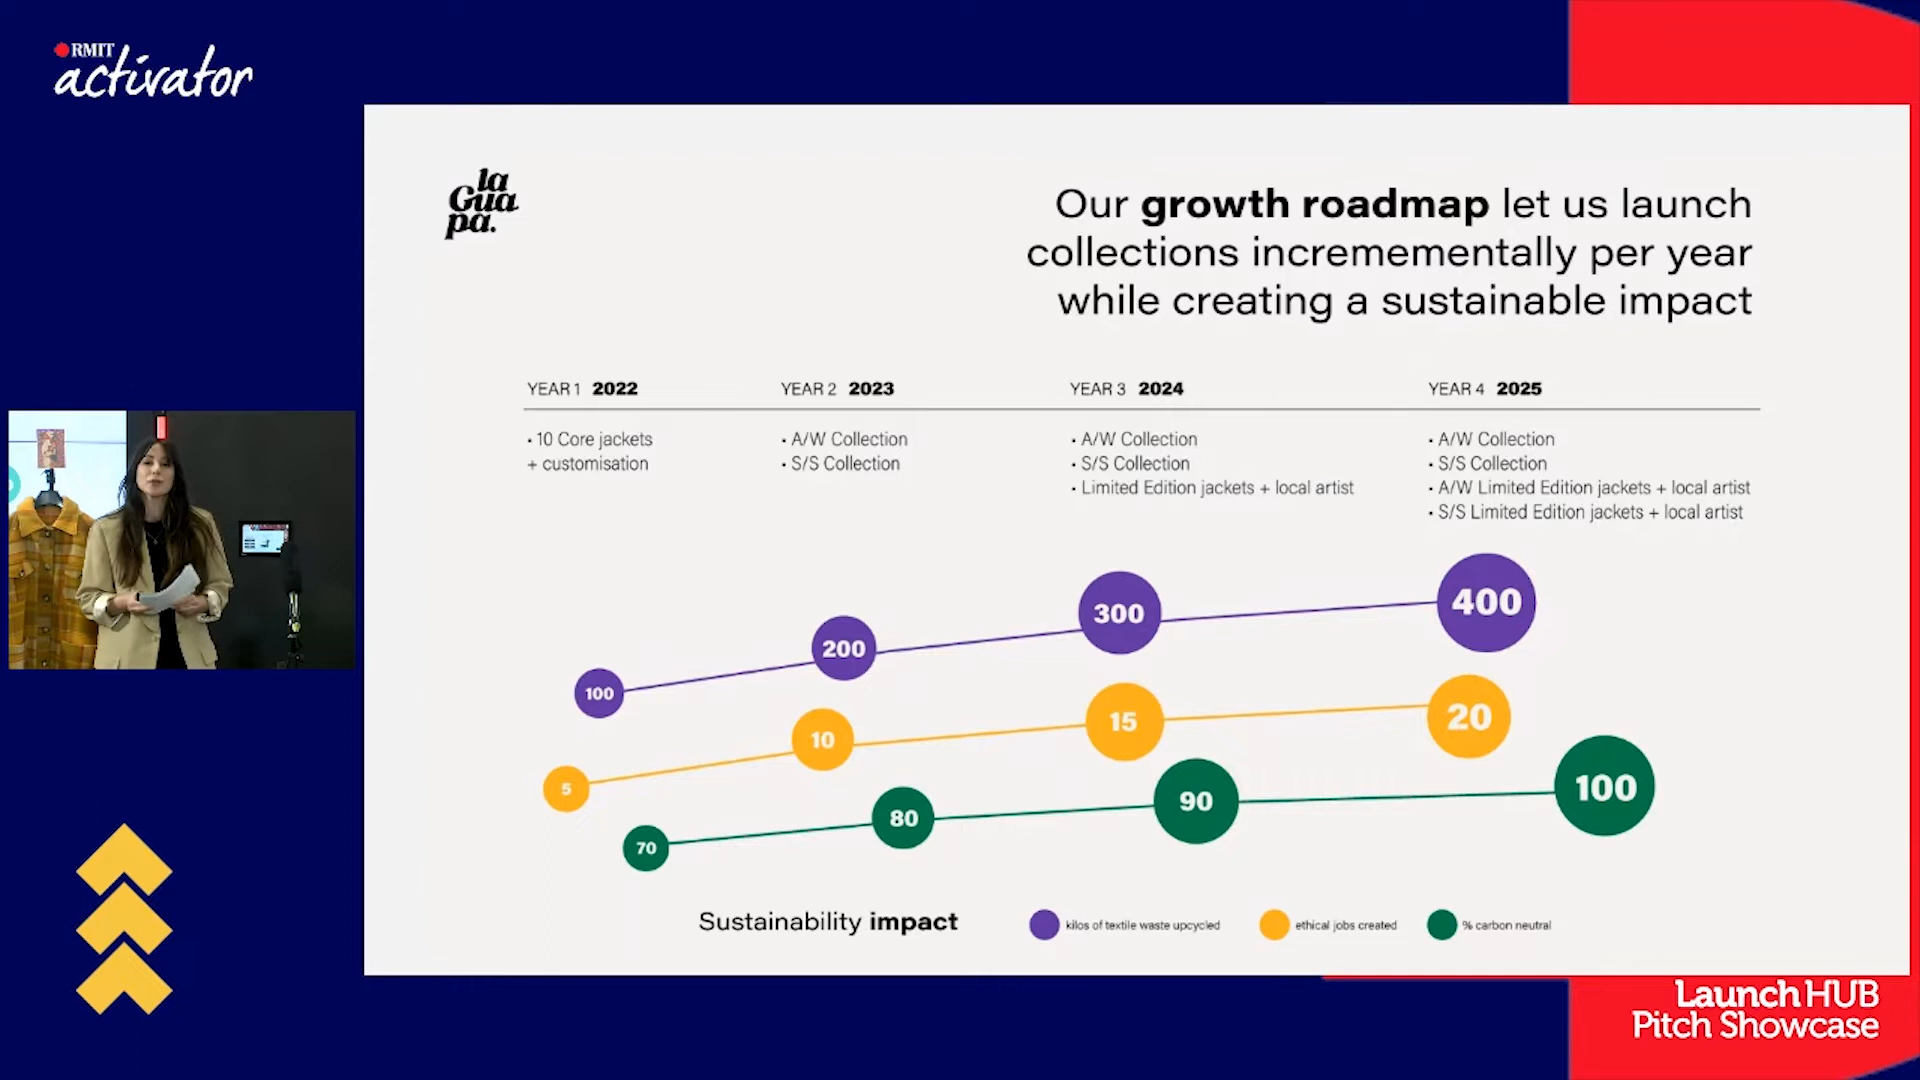 RMIT
activator
la
Gua
pa.
Our growth roadmap let us launch
collections incremementally per year
while creating a sustainable impact
YEAR 1 2022
• 10 Core jackets
+ customisation
YEAR 2 2023
• A/W Collection
• S/S Collection
YEAR 3 2024
• A/W Collection
• S/S Collection
• Limited Edition jackets + local artist
YEAR 4 2025
• A/W Collection
• S/S Collection
• A/W Limited Edition jackets + local artist
• S/S Limited Edition jackets + local artist
100
200
300
400
5
10
15
20
70
80
90
100
Sustainability impact
kilos of textile waste upcycled
ethical jobs created
% carbon neutral
Launch HUB
Pitch Showcase